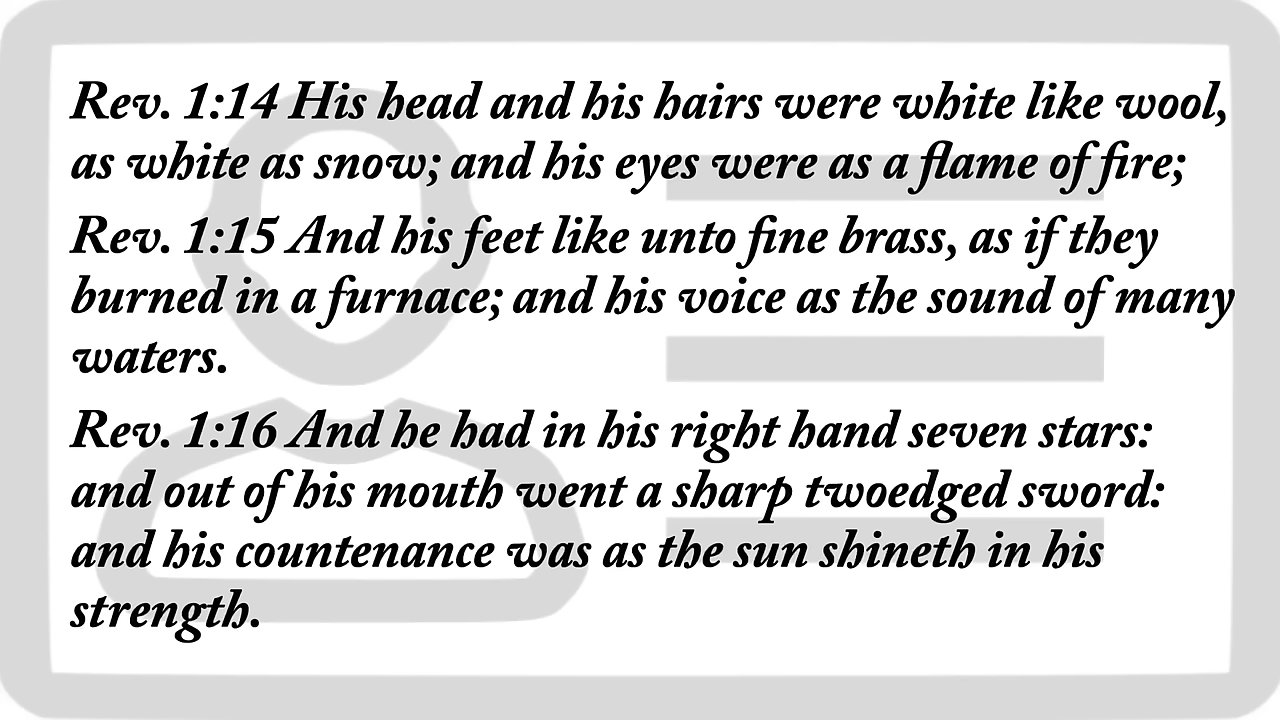 Rev. 1:14 His head and his hairs were white like wool,
as white as snow; and his eyes were as a flame of fire;
Rev. 1:15 And his feet like unto fine brass, as if they
burned in a furnace; and his voice as the sound of many
waters.
Rev. 1:16 And he had in his right hand seven stars:
and out of his mouth went a sharp twoedged sword:
and his countenance was as the sun shineth in his
strength.